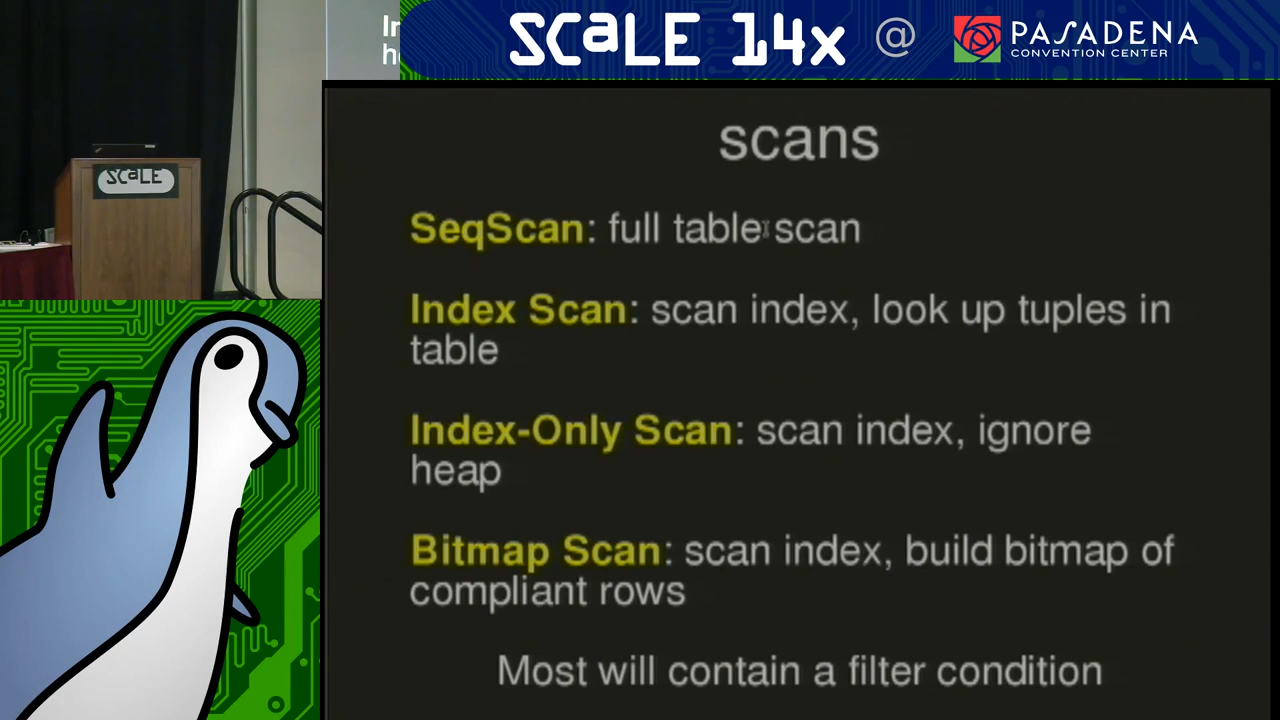 In
h
SCaLE 14x @ PASADENA
CONVENTION CENTER
SCaLE
scans
SeqScan: full table scan
Index Scan: scan index, look up tuples in
table
Index-Only Scan: scan index, ignore
heap
Bitmap Scan: scan index, build bitmap of
compliant rows
Most will contain a filter condition